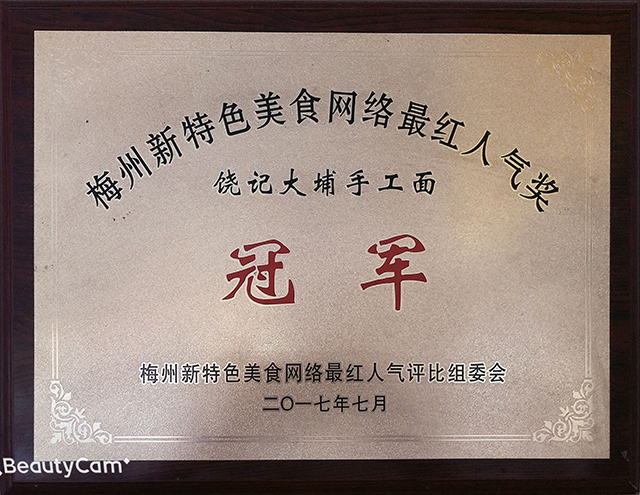 梅州新特色美食网络最红人气奖
饶记大埔手工面
冠军
梅州新特色美食网络最红人气评比组委会
二〇一七年七月
BeautyCam